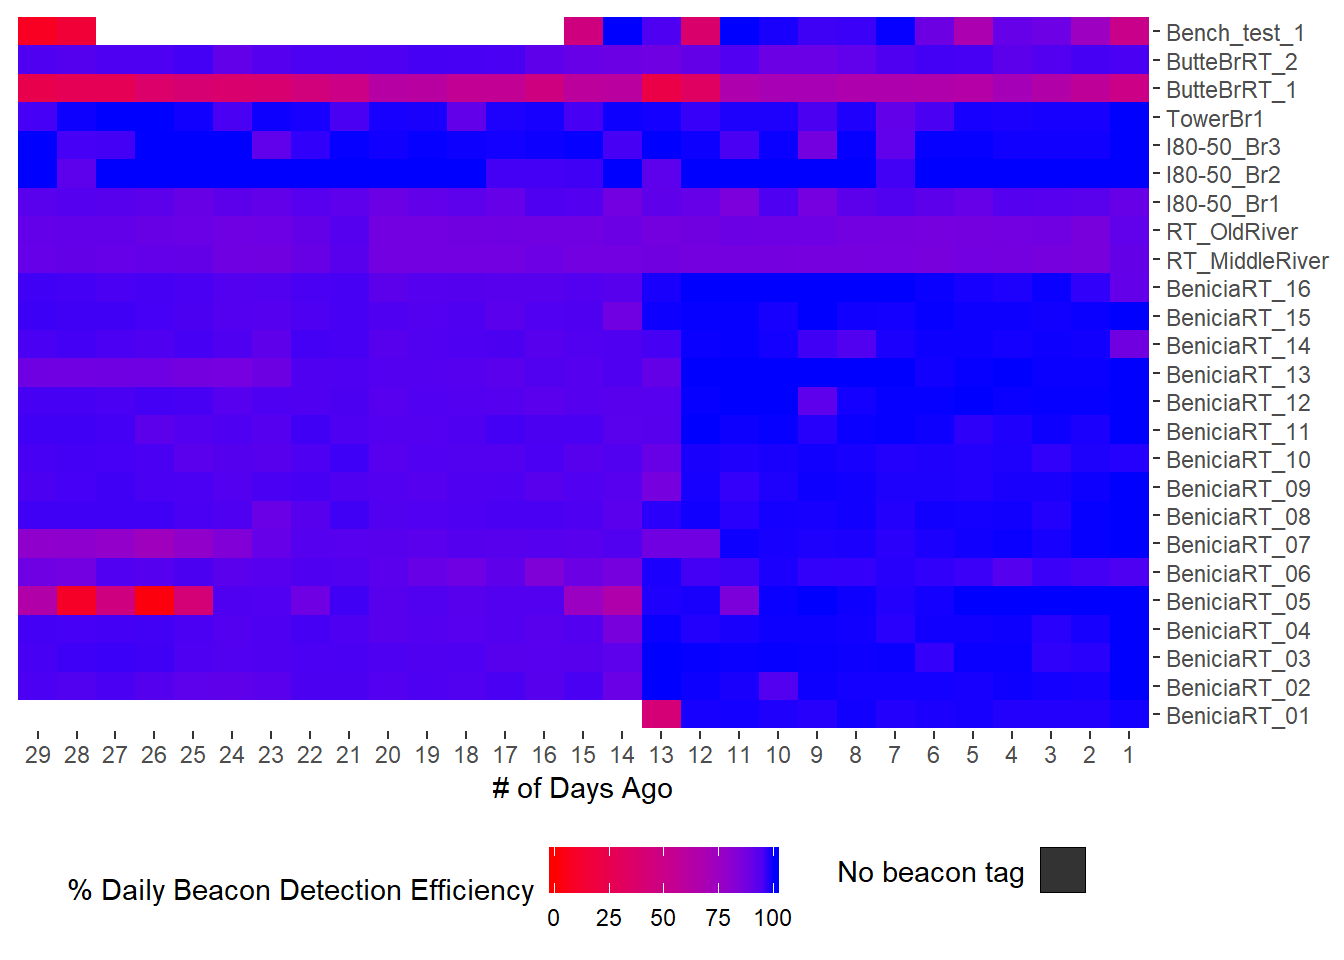 Bench_test_1
ButteBrRT_2
ButteBrRT_1
TowerBr1
I80-50_Br3
I80-50_Br2
I80-50_Br1
RT_OldRiver
RT_MiddleRiver
BeniciaRT_16
BeniciaRT_15
BeniciaRT_14
BeniciaRT_13
BeniciaRT_12
BeniciaRT_11
BeniciaRT_10
BeniciaRT_09
BeniciaRT_08
BeniciaRT_07
BeniciaRT_06
BeniciaRT_05
BeniciaRT_04
BeniciaRT_03
BeniciaRT_02
BeniciaRT_01
29 28 27 26 25 24 23 22 21 20 19 18 17 16 15 14 13 12 11 10 9 8 7 6 5 4 3 2 1
# of Days Ago
% Daily Beacon Detection Efficiency
0 25 50 75 100
No beacon tag